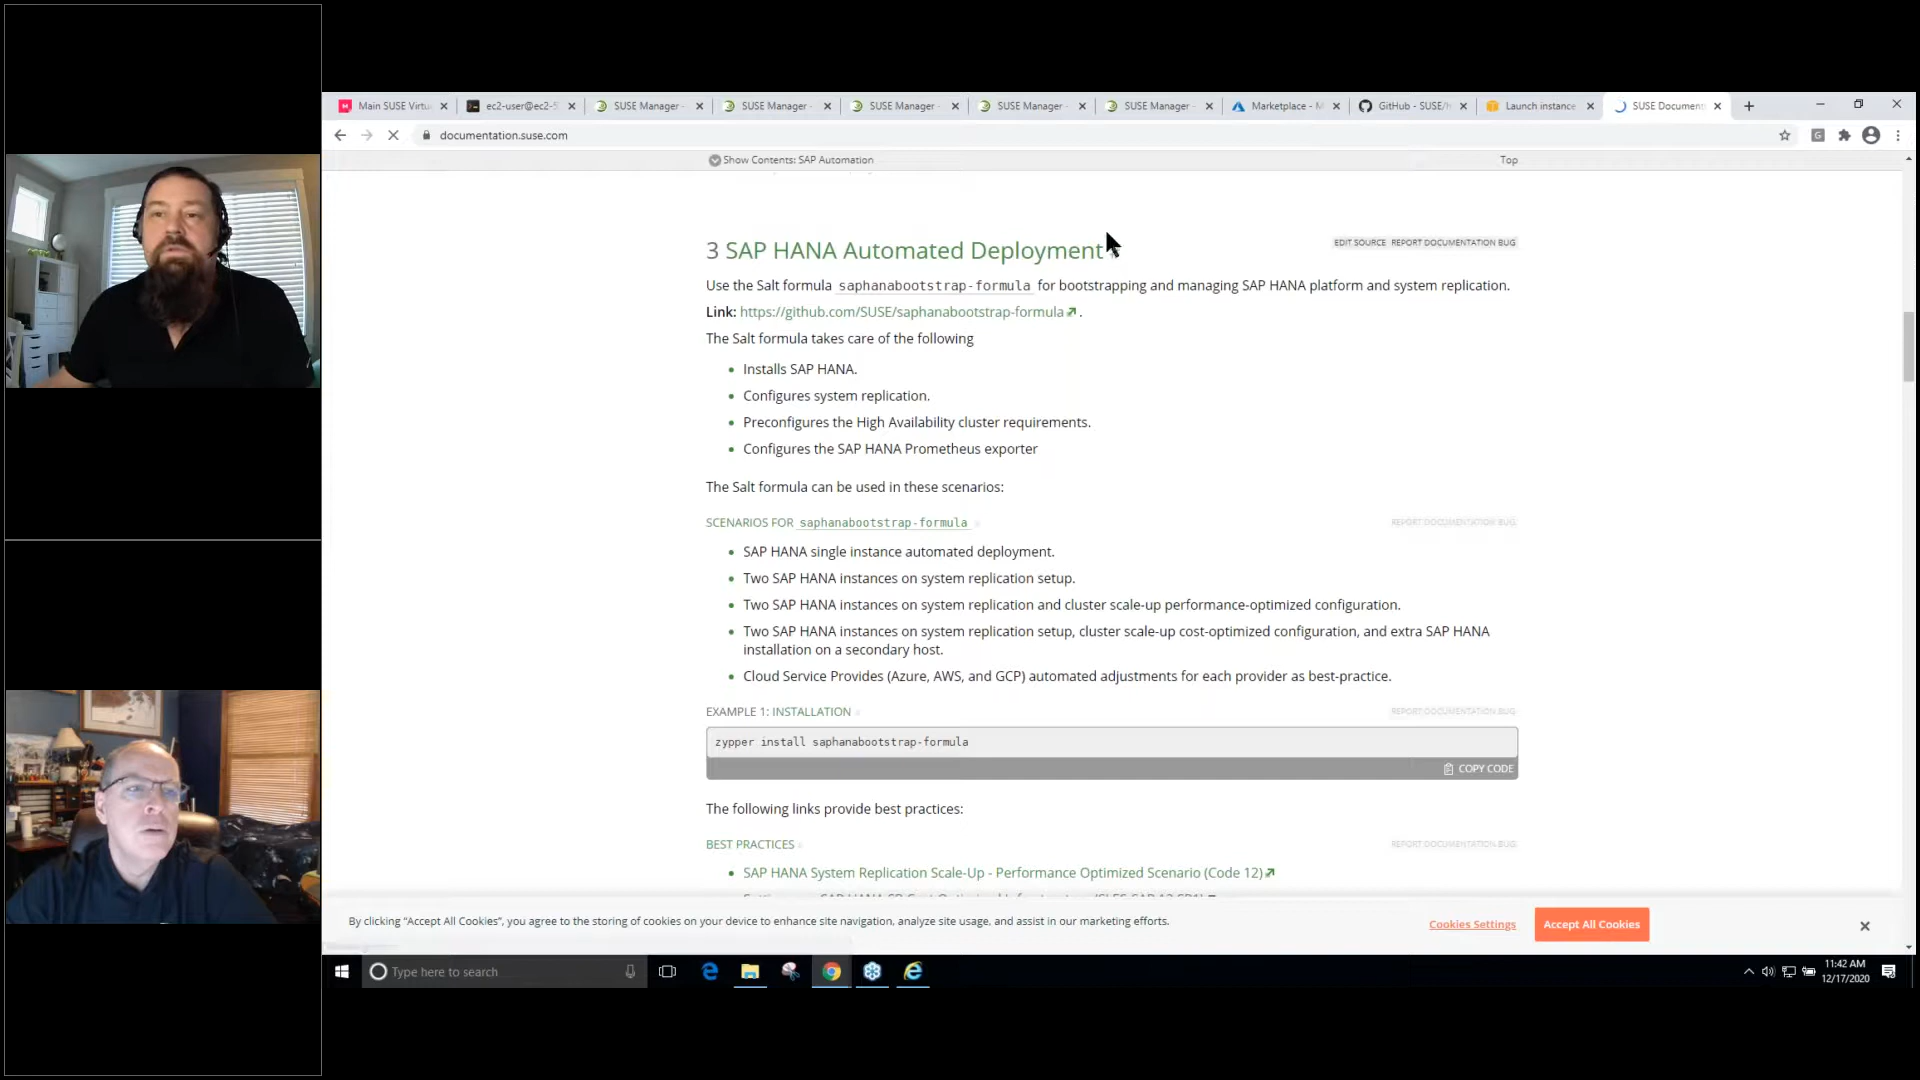 Main SUSE Virtu
ec2-user@ec2-5
SUSE Manager -
SUSE Manager -
SUSE Manager -
SUSE Manager -
SUSE Manager -
Marketplace - M
GitHub - SUSE/h
Launch instance
SUSE Document
documentation.suse.com
Show Contents: SAP Automation
Top
3 SAP HANA Automated Deployment
EDIT SOURCE REPORT DOCUMENTATION BUG
Use the Salt formula saphanabootstrap-formula for bootstrapping and managing SAP HANA platform and system replication.
Link: https://github.com/SUSE/saphanabootstrap-formula .
The Salt formula takes care of the following
• Installs SAP HANA.
• Configures system replication.
• Preconfigures the High Availability cluster requirements.
• Configures the SAP HANA Prometheus exporter
The Salt formula can be used in these scenarios:
SCENARIOS FOR saphanabootstrap-formula
REPORT DOCUMENTATION BUG
• SAP HANA single instance automated deployment.
• Two SAP HANA instances on system replication setup.
• Two SAP HANA instances on system replication and cluster scale-up performance-optimized configuration.
• Two SAP HANA instances on system replication setup, cluster scale-up cost-optimized configuration, and extra SAP HANA
installation on a secondary host.
• Cloud Service Provides (Azure, AWS, and GCP) automated adjustments for each provider as best-practice.
EXAMPLE 1: INSTALLATION
REPORT DOCUMENTATION BUG
zypper install saphanabootstrap-formula
COPY CODE
The following links provide best practices:
BEST PRACTICES
REPORT DOCUMENTATION BUG
• SAP HANA System Replication Scale-Up - Performance Optimized Scenario (Code 12)
By clicking “Accept All Cookies”, you agree to the storing of cookies on your device to enhance site navigation, analyze site usage, and assist in our marketing efforts.
Cookies Settings
Accept All Cookies
Type here to search
11:42 AM
12/17/2020